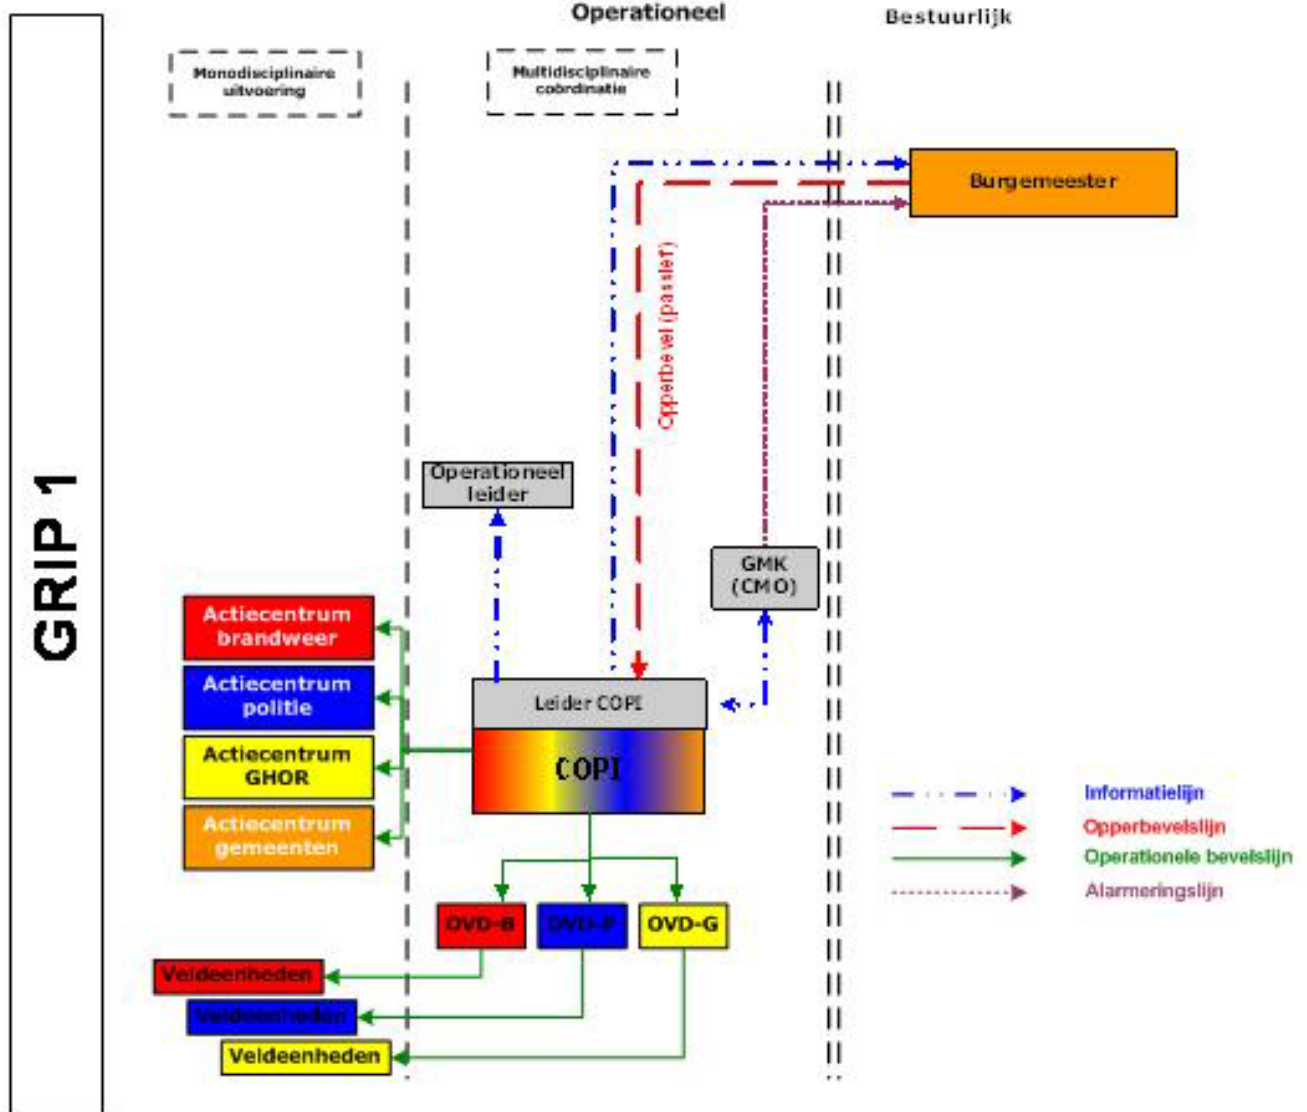 Operationeel
Bestuurlijk
Monodisciplinaire
uitvoering
Multidisciplinaire
coördinatie
Burgemeester
Opperbevel (passief)
Operationeel
leider
GMK
(CMO)
GRIP 1
Actiecentrum
brandweer
Actiecentrum
politie
Actiecentrum
GHOR
Actiecentrum
gemeenten
Leider COPI
COPI
Informatielijn
Opperbevelslijn
Operationele bevelslijn
Alarmeringslijn
OVD-B
OVD-P
OVD-G
Veldeenheden
Veldeenheden
Veldeenheden